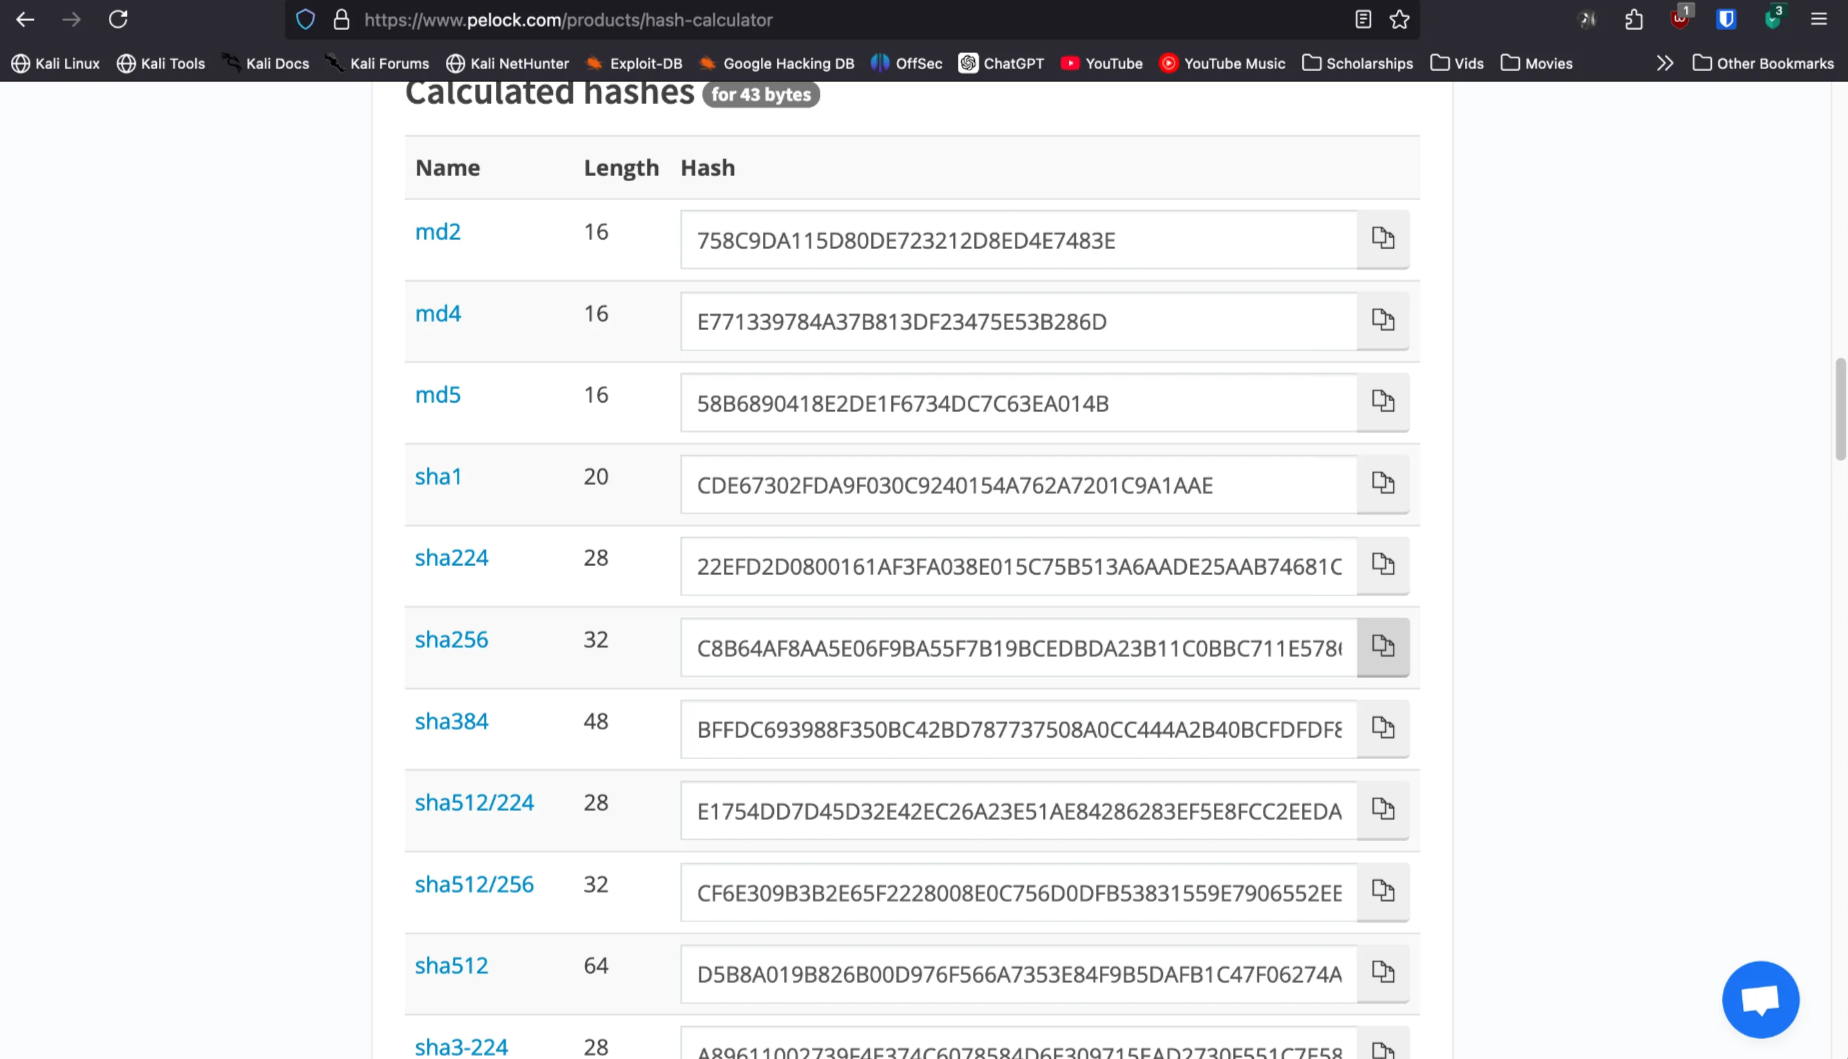 https://www.pelock.com/products/hash-calculator
1
3
Kali Linux Kali Tools Kali Docs Kali Forums Kali NetHunter Exploit-DB Google Hacking DB OffSec ChatGPT YouTube YouTube Music Scholarships Vids Movies Other Bookmarks
Calculated hashes for 43 bytes
Name Length Hash
md2 16 758C9DA115D80DE723212D8ED4E7483E
md4 16 E771339784A37B813DF23475E53B286D
md5 16 58B6890418E2DE1F6734DC7C63EA014B
sha1 20 CDE67302FDA9F030C9240154A762A7201C9A1AAE
sha224 28 22EFD2D0800161AF3FA038E015C75B513A6AADE25AAB74681C
sha256 32 C8B64AF8AA5E06F9BA55F7B19BCEDBDA23B11C0BBC711E578
sha384 48 BFFDC693988F350BC42BD787737508A0CC444A2B40BCFDFDF8
sha512/224 28 E1754DD7D45D32E42EC26A23E51AE84286283EF5E8FCC2EEDA
sha512/256 32 CF6E309B3B2E65F2228008E0C756D0DFB53831559E7906552EE
sha512 64 D5B8A019B826B00D976F566A7353E84F9B5DAFB1C47F06274A
sha3-224 28